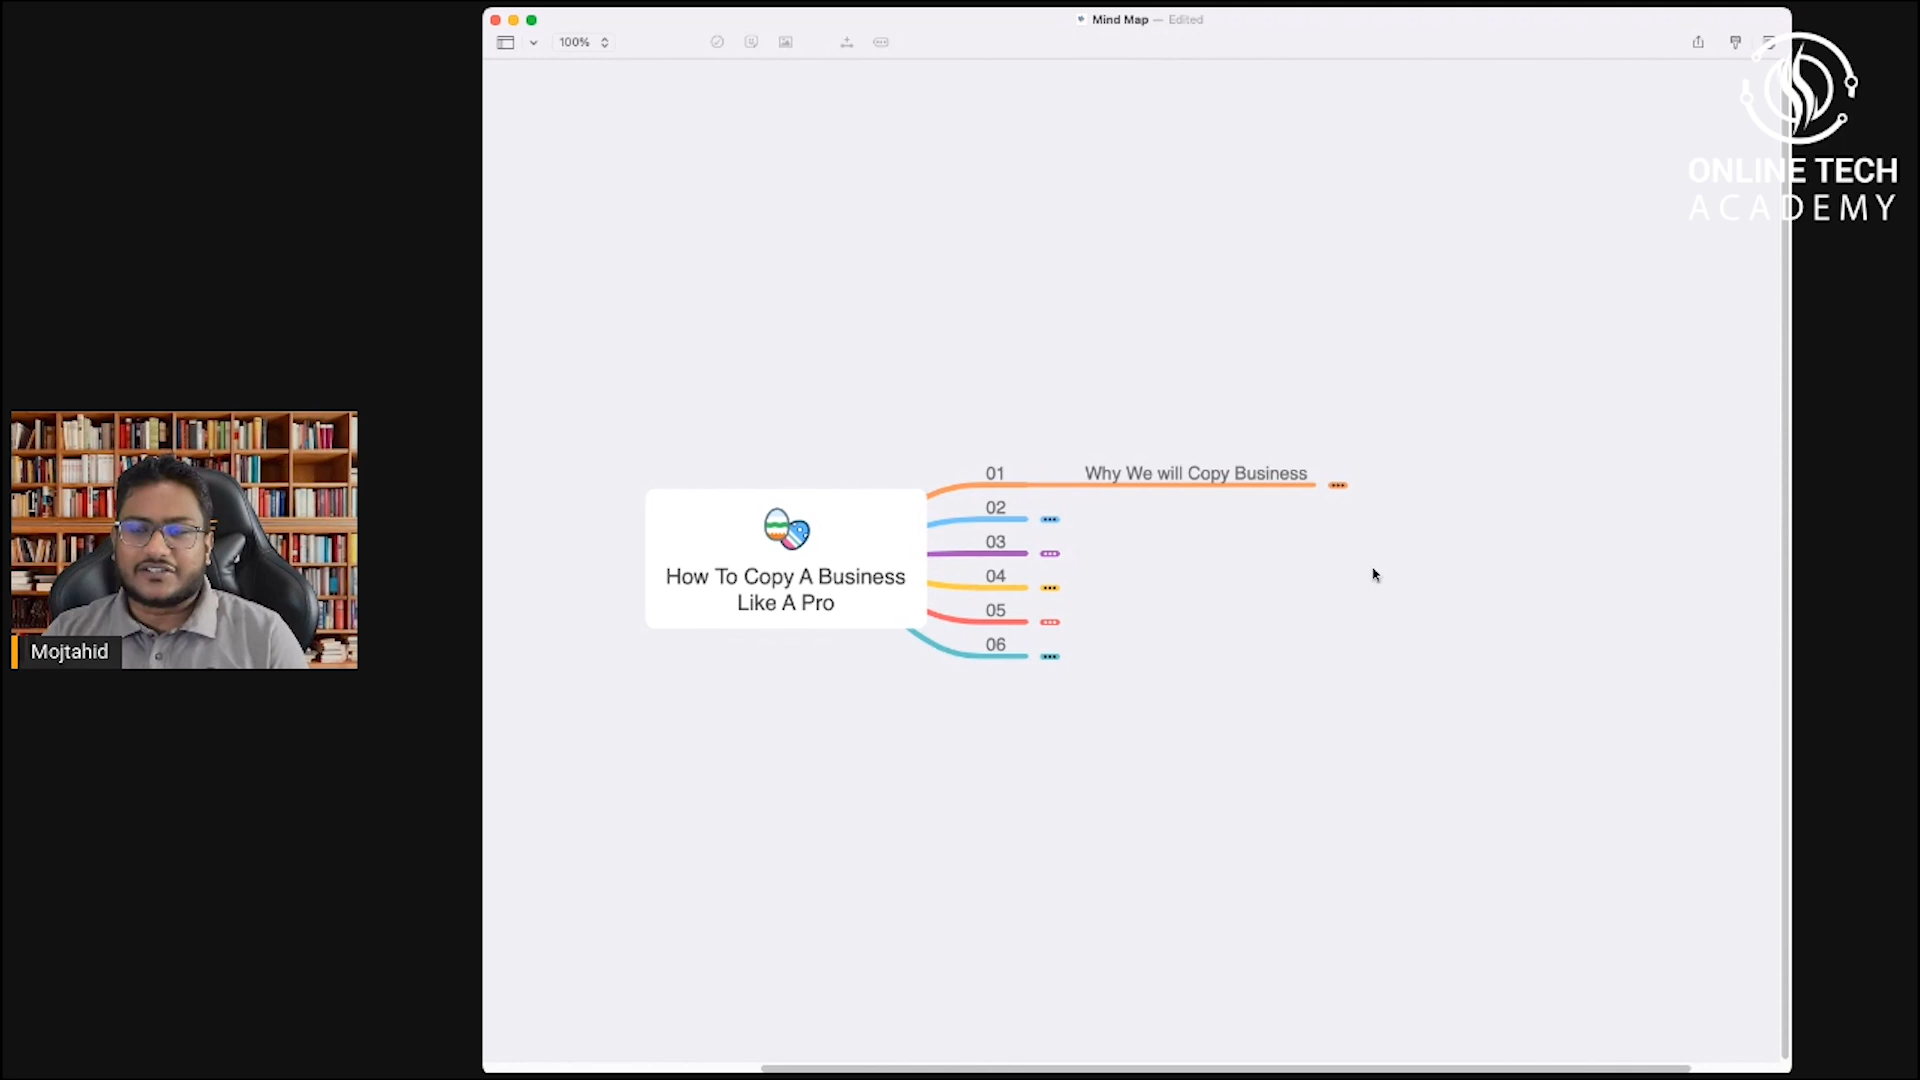 Mind Map — Edited
100%
ONLINE TECH
ACADEMY
01 Why We will Copy Business
02
03
How To Copy A Business
Like A Pro
04
05
06
Mojtahid